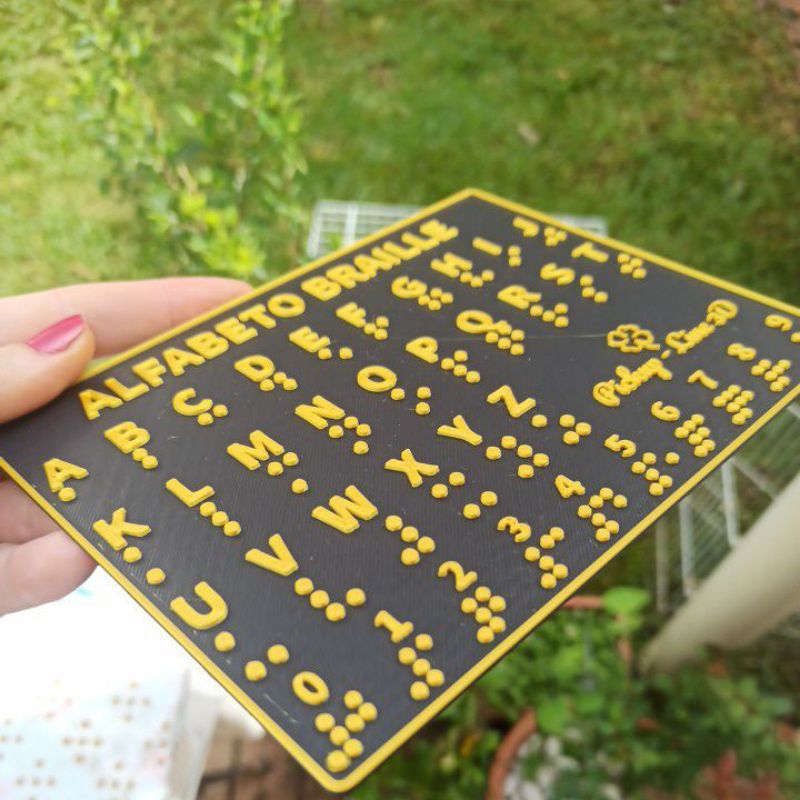 ALFABETO BRAILLE
A B C D E F G H I J
K L M N O P Q R S T
U V W X Y Z
0 1 2 3 4 5 6 7 8 9